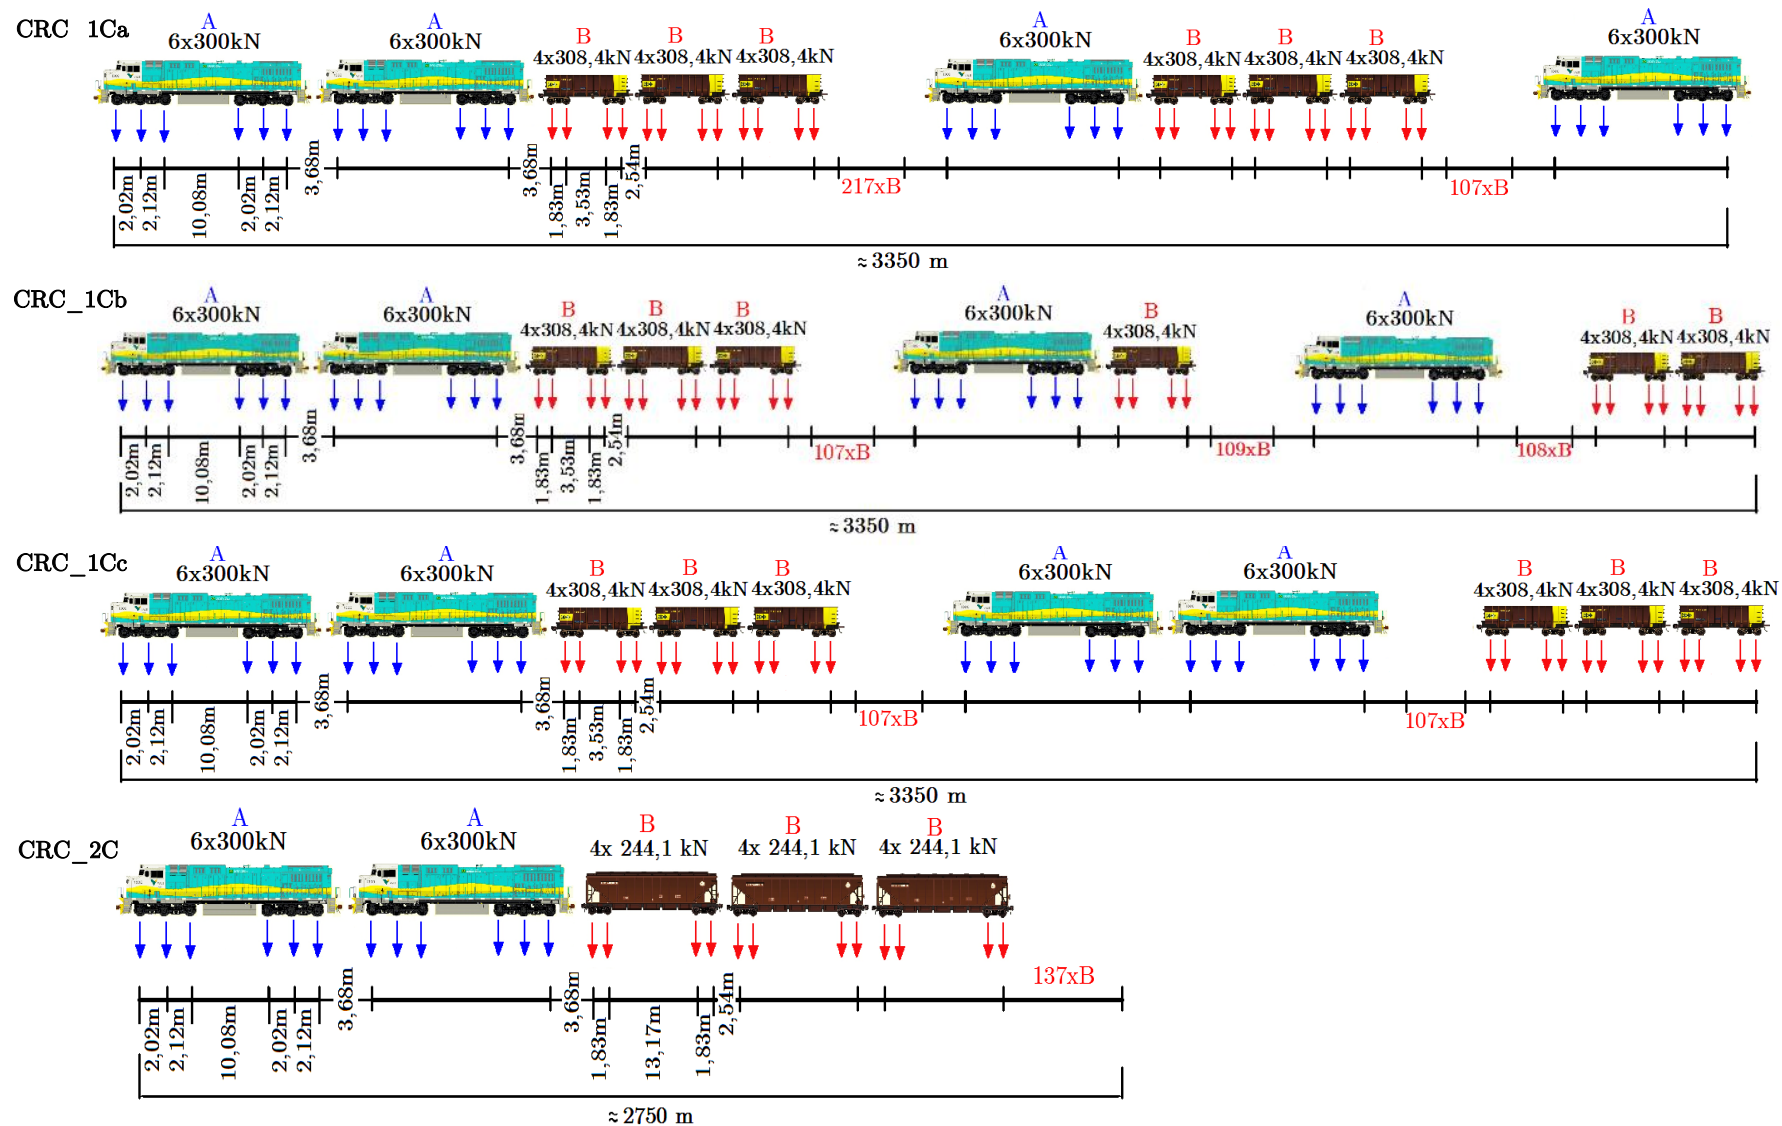 CRC 1Ca
A A B B B A B B B A
6x300kN 6x300kN 4x308,4kN 4x308,4kN 4x308,4kN 6x300kN 4x308,4kN 4x308,4kN 4x308,4kN 6x300kN
3,68m 3,68m 2,54m
217xB 107xB
2,02m 2,12m 10,08m 2,02m 2,12m 1,83m 3,53m 1,83m
≈3350 m
CRC_1Cb
A A B B B A B A B B
6x300kN 6x300kN 4x308,4kN 4x308,4kN 4x308,4kN 6x300kN 4x308,4kN 6x300kN 4x308,4kN 4x308,4kN
3,68m 3,68m 2,54m
107xB 109xB 108xB
2,02m 2,12m 10,08m 2,02m 2,12m 1,83m 3,53m 1,83m
≈3350 m
CRC_1Cc
A A B B B A A B B B
6x300kN 6x300kN 4x308,4kN 4x308,4kN 4x308,4kN 6x300kN 6x300kN 4x308,4kN 4x308,4kN 4x308,4kN
3,68m 3,68m 2,54m
107xB 107xB
2,02m 2,12m 10,08m 2,02m 2,12m 1,83m 3,53m 1,83m
≈3350 m
CRC_2C
A A B B B
6x300kN 6x300kN 4x 244,1 kN 4x 244,1 kN 4x 244,1 kN
3,68m 3,68m 2,54m
137xB
2,02m 2,12m 10,08m 2,02m 2,12m 1,83m 13,17m 1,83m
≈2750 m